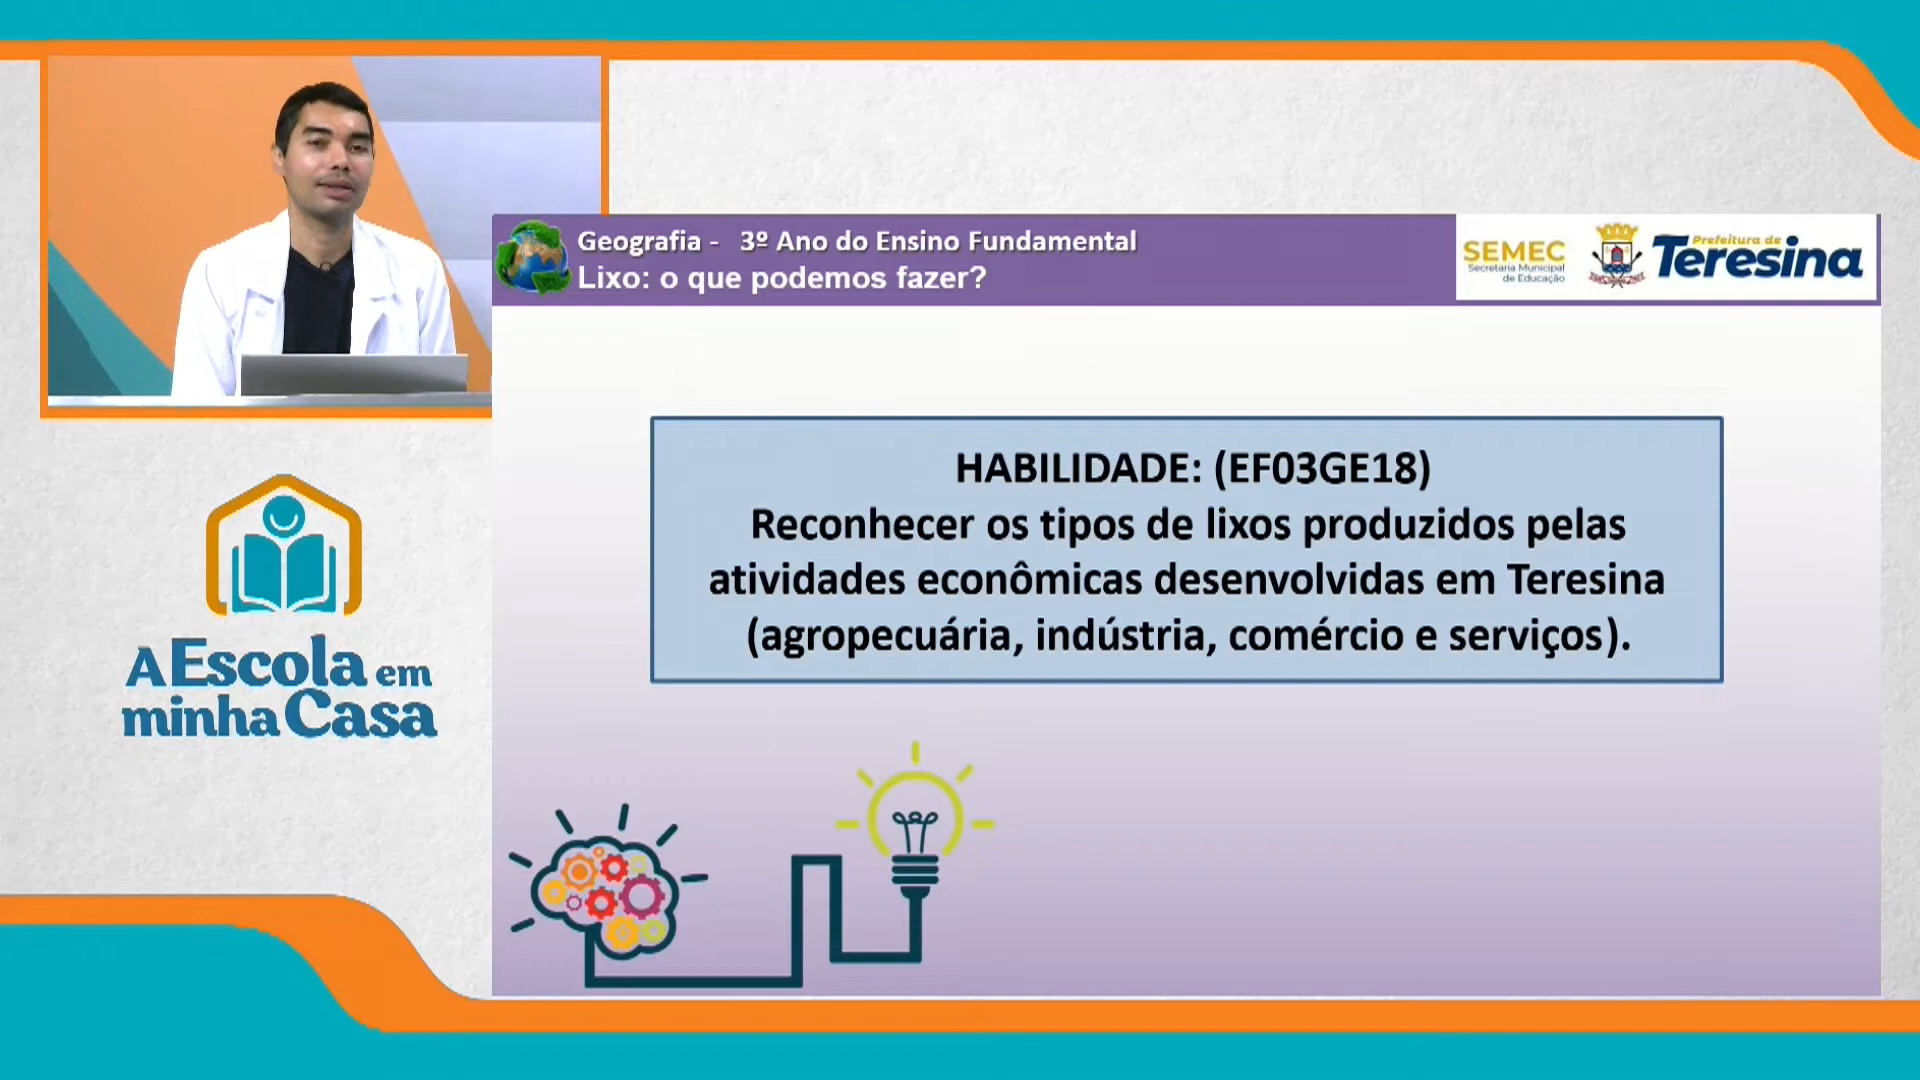 Geografia - 3º Ano do Ensino Fundamental
Lixo: o que podemos fazer?
SEMEC
Secretaria Municipal
de Educação
Prefeitura de
Teresina
HABILIDADE: (EF03GE18)
Reconhecer os tipos de lixos produzidos pelas
atividades econômicas desenvolvidas em Teresina
(agropecuária, indústria, comércio e serviços).
A Escola em
minha Casa